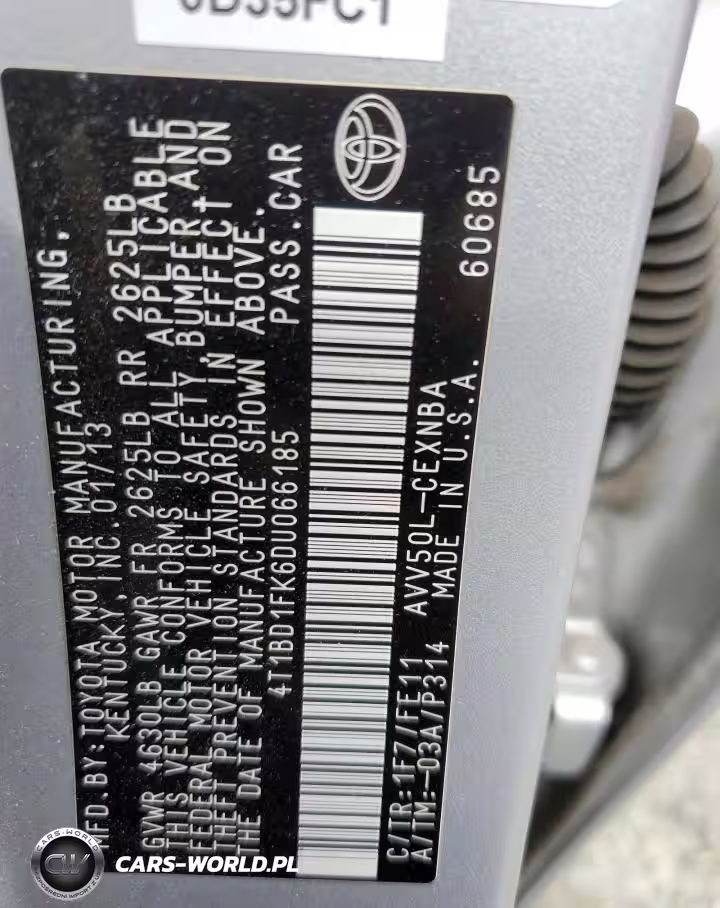 MFD.BY:TOYOTA MOTOR MANUFACTURING,
KENTUCKY, INC.01/13
GVWR 4630LB GAWR FR 2625LB RR 2625LB
THIS VEHICLE CONFORMS TO ALL APPLICABLE
FEDERAL MOTOR VEHICLE SAFETY, BUMPER AND
THEFT PREVENTION STANDARDS IN EFFECT ON
THE DATE OF MANUFACTURE SHOWN ABOVE.
4T1BD1FK6DU066185 PASS.CAR
C/TR:1F7/FE11 AVV50L-CEXNBA 60685
A/TM:-03A/P314 MADE IN U.S.A.
CARS-WORLD
CW
CARS-WORLD.PL